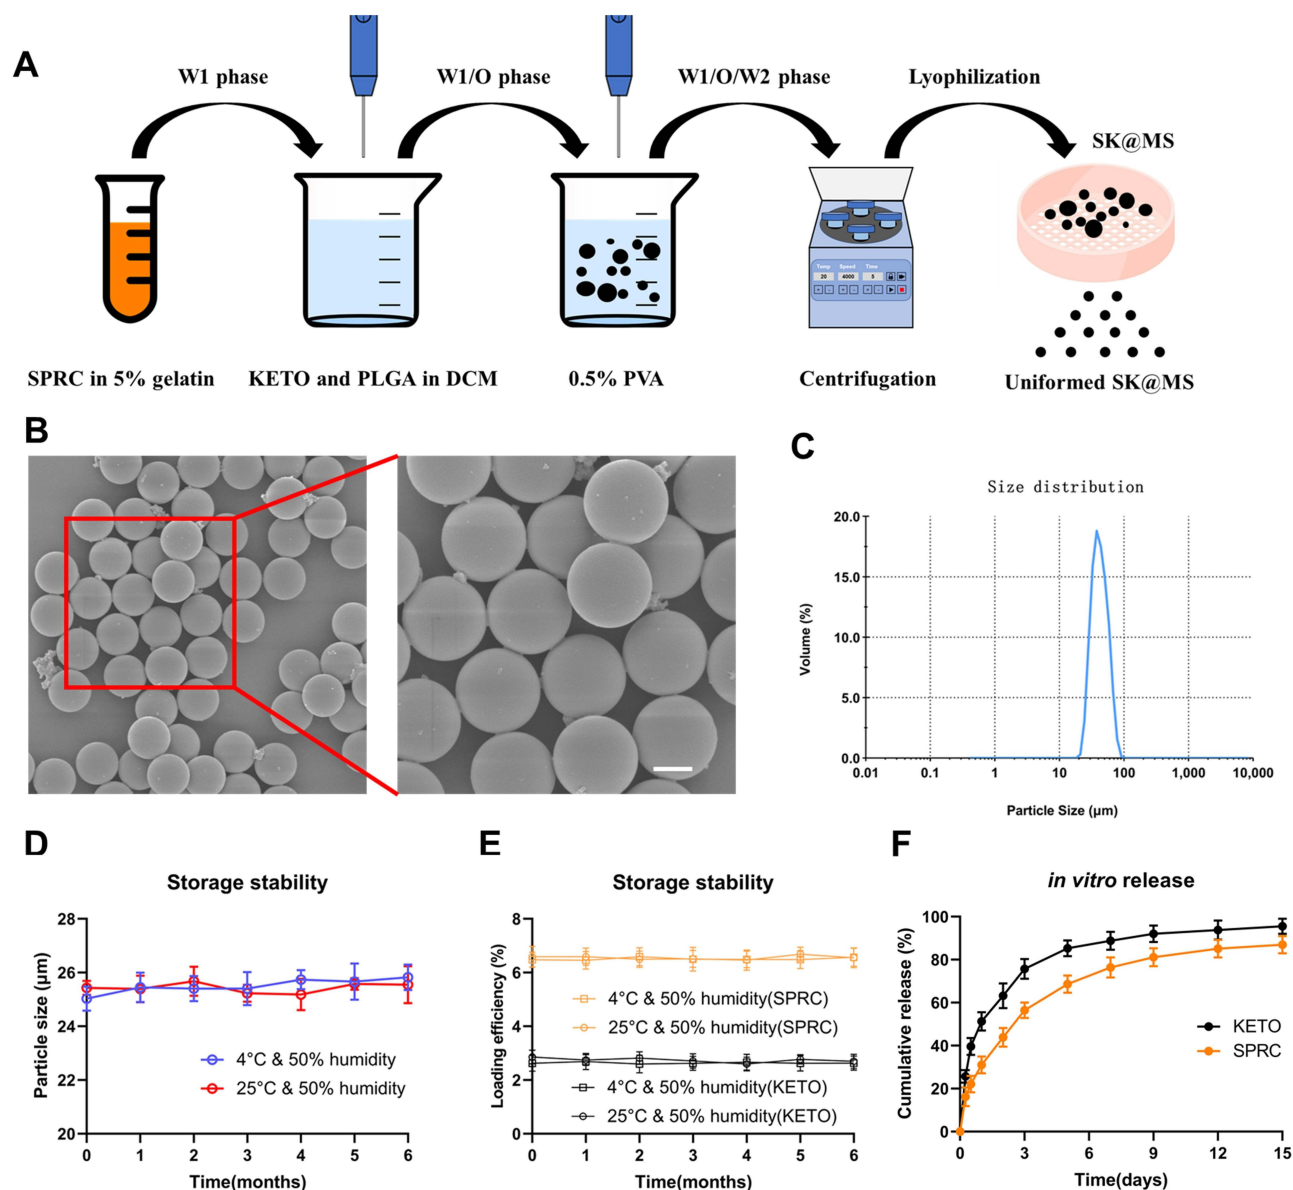 A
W1 phase
W1/O phase
W1/O/W2 phase
Lyophilization
SK@MS
Temp Speed Time
20 4000 5
SPRC in 5% gelatin
KETO and PLGA in DCM
0.5% PVA
Centrifugation
Uniformed SK@MS
B
C
Size distribution
Volume (%)
20.0
15.0
10.0
5.0
0.0
0.01 0.1 1 10 100 1,000 10,000
Particle Size (μm)
D
Storage stability
Particle size (μm)
28
26
24
22
20
4°C & 50% humidity
25°C & 50% humidity
0 1 2 3 4 5 6
Time(months)
E
Storage stability
Loading efficiency (%)
8
6
4
2
0
4°C & 50% humidity(SPRC)
25°C & 50% humidity(SPRC)
4°C & 50% humidity(KETO)
25°C & 50% humidity(KETO)
0 1 2 3 4 5 6
Time(months)
F
in vitro release
Cumulative release (%)
100
80
60
40
20
0
KETO
SPRC
0 3 6 9 12 15
Time(days)